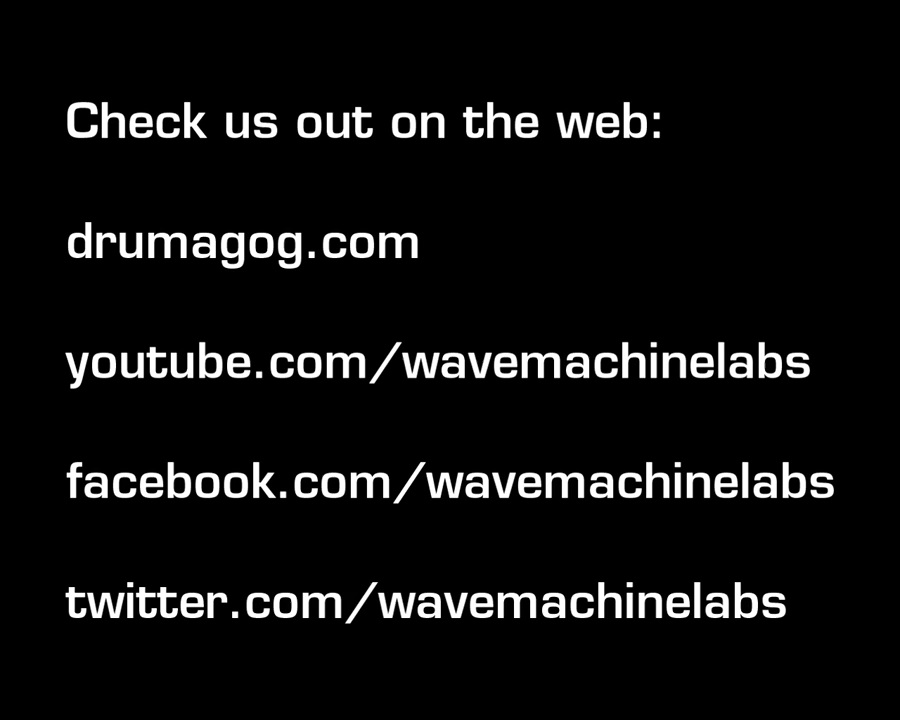 Check us out on the web:
drumagog.com
youtube.com/wavemachinelabs
facebook.com/wavemachinelabs
twitter.com/wavemachinelabs